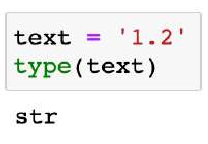 text = '1.2'
type(text)
str